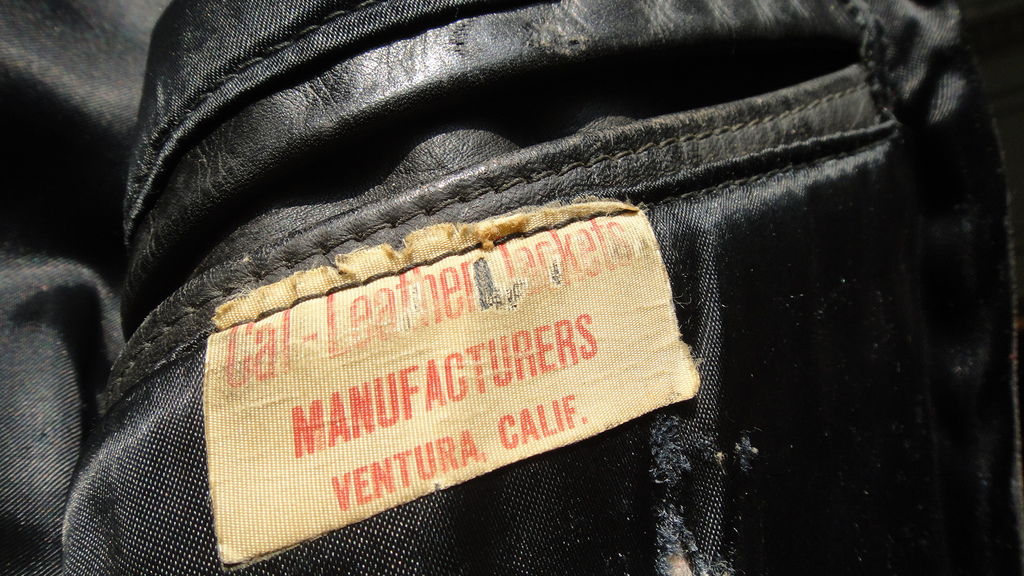 Cal-Leather Jackets
MANUFACTURERS
VENTURA, CALIF.